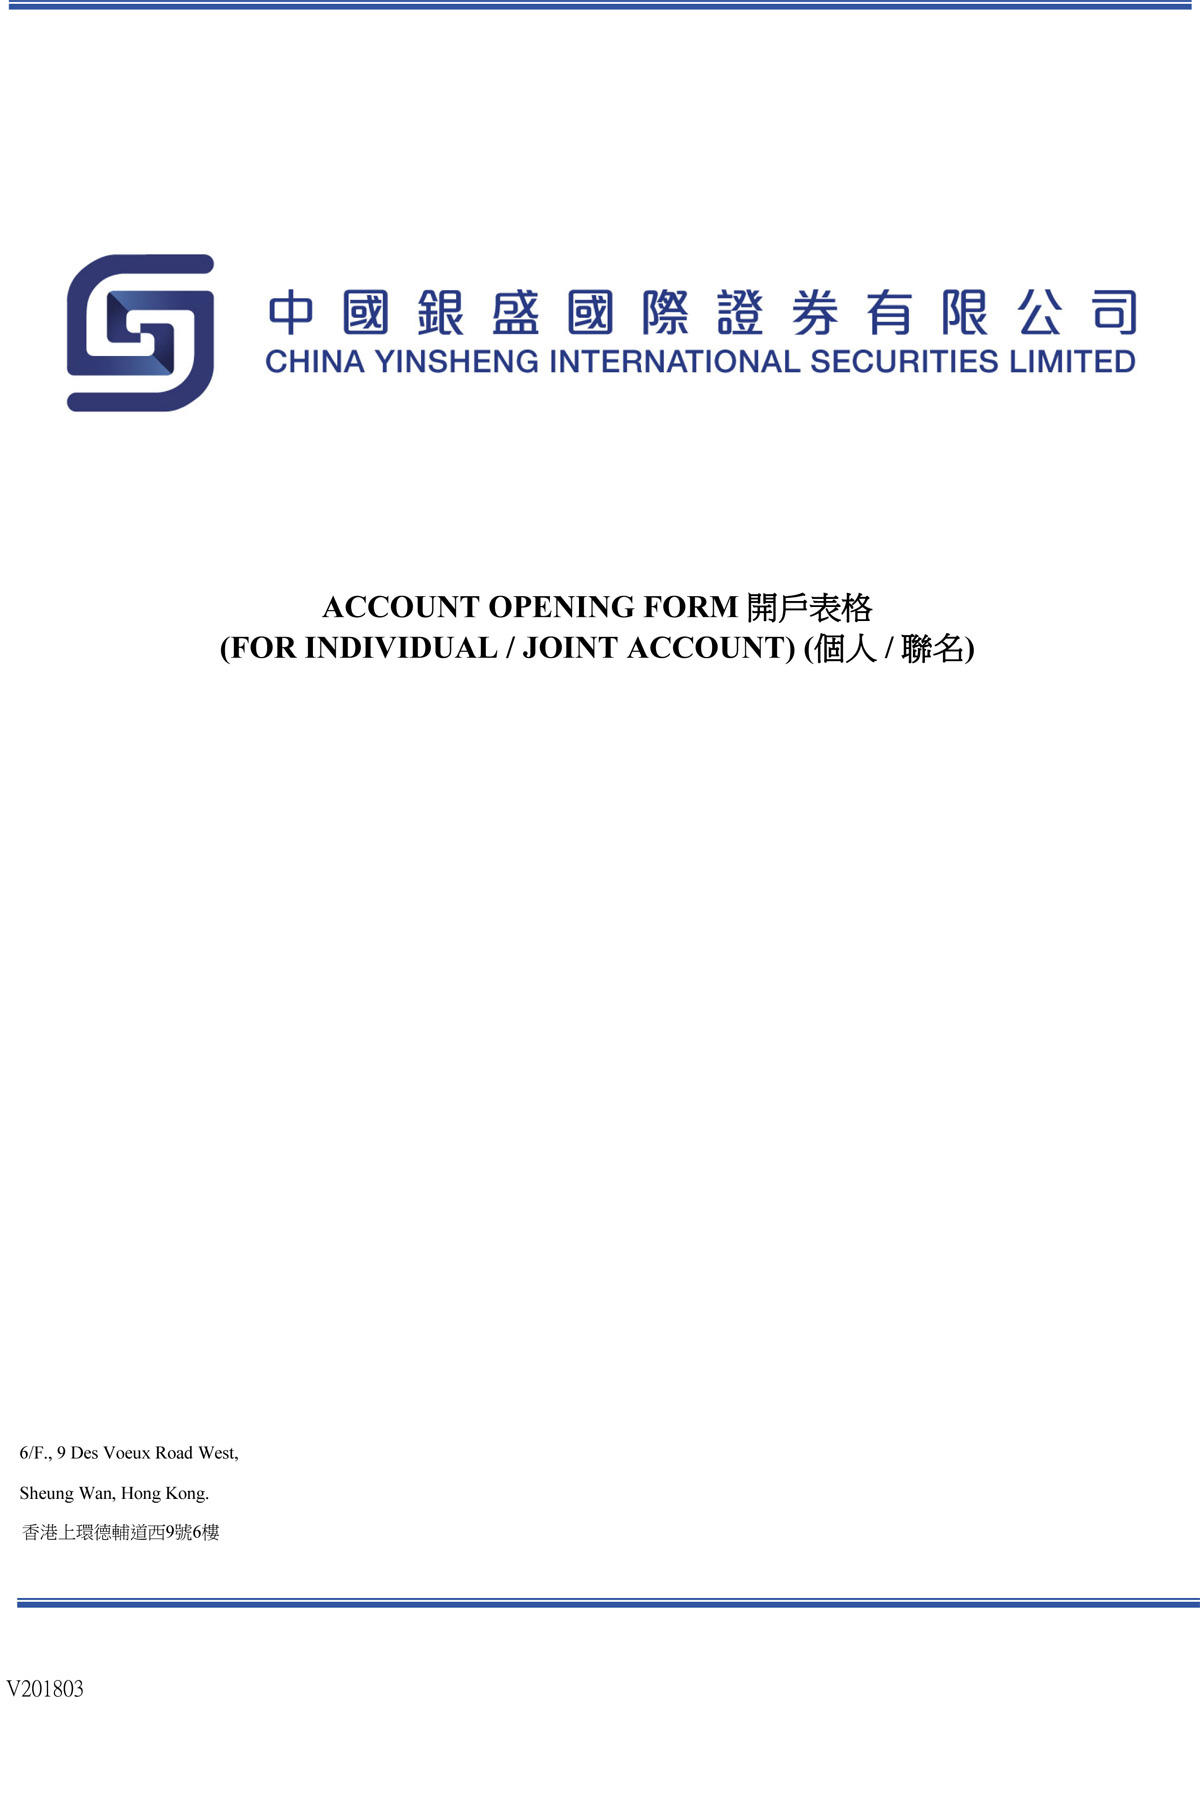 中國銀盛國際證券有限公司
CHINA YINSHENG INTERNATIONAL SECURITIES LIMITED
ACCOUNT OPENING FORM 開戶表格
(FOR INDIVIDUAL / JOINT ACCOUNT) (個人 / 聯名)
6/F., 9 Des Voeux Road West,
Sheung Wan, Hong Kong.
香港上環德輔道西9號6樓
V201803